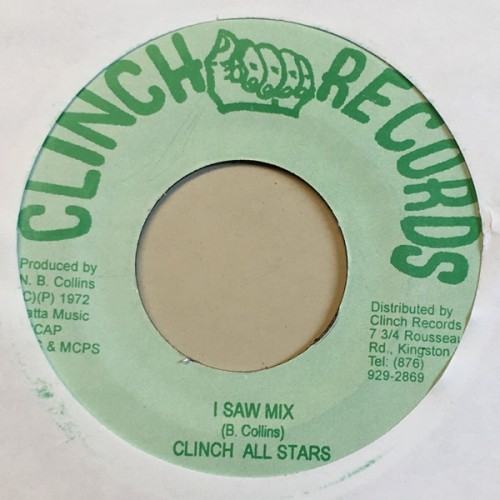 CLINCH RECORDS
Produced by
N. B. Collins
(C)(P) 1972
atta Music
CAP
& MCPS
Distributed by
Clinch Records
7 3/4 Rousseau
Rd., Kingston
Tel: (876)
929-2869
I SAW MIX
(B. Collins)
CLINCH ALL STARS